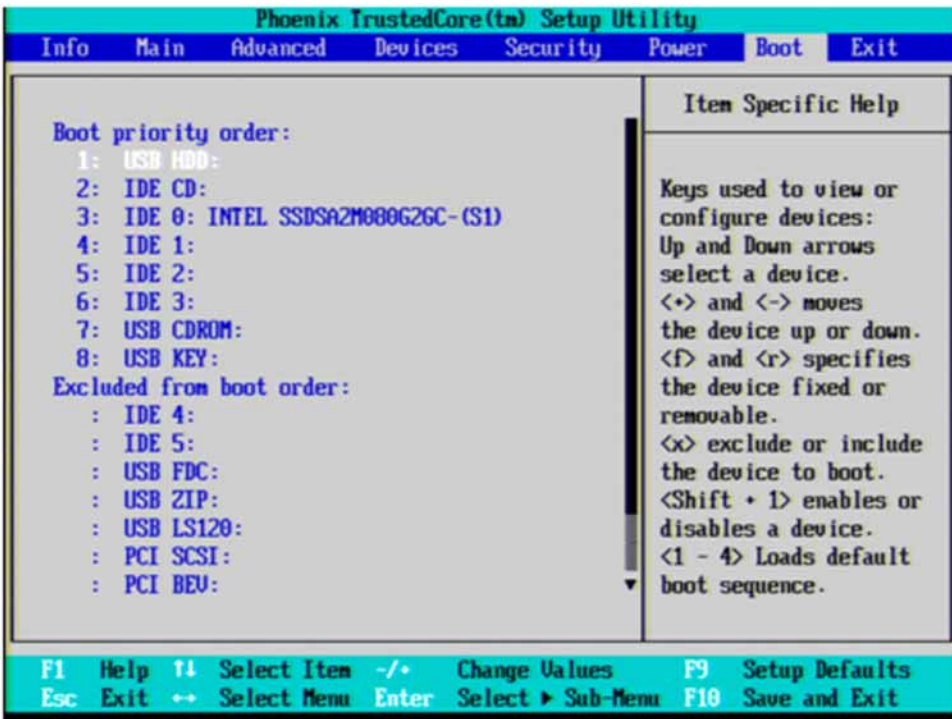 Phoenix TrustedCore(tm) Setup Utility
Info Main Advanced Devices Security Power Boot Exit
Boot priority order:
1: USB HDD:
2: IDE CD:
3: IDE 0: INTEL SSDSA2M080G2GC-(S1)
4: IDE 1:
5: IDE 2:
6: IDE 3:
7: USB CDROM:
8: USB KEY:
Excluded from boot order:
: IDE 4:
: IDE 5:
: USB FDC:
: USB ZIP:
: USB LS120:
: PCI SCSI:
: PCI BEV:
Item Specific Help
Keys used to view or
configure devices:
Up and Down arrows
select a device.
<+> and <-> moves
the device up or down.
<f> and <r> specifies
the device fixed or
removable.
<x> exclude or include
the device to boot.
<Shift + 1> enables or
disables a device.
<1 - 4> Loads default
boot sequence.
F1 Help ↑↓ Select Item -/+ Change Values F9 Setup Defaults
Esc Exit ↔ Select Menu Enter Select ▶ Sub-Menu F10 Save and Exit